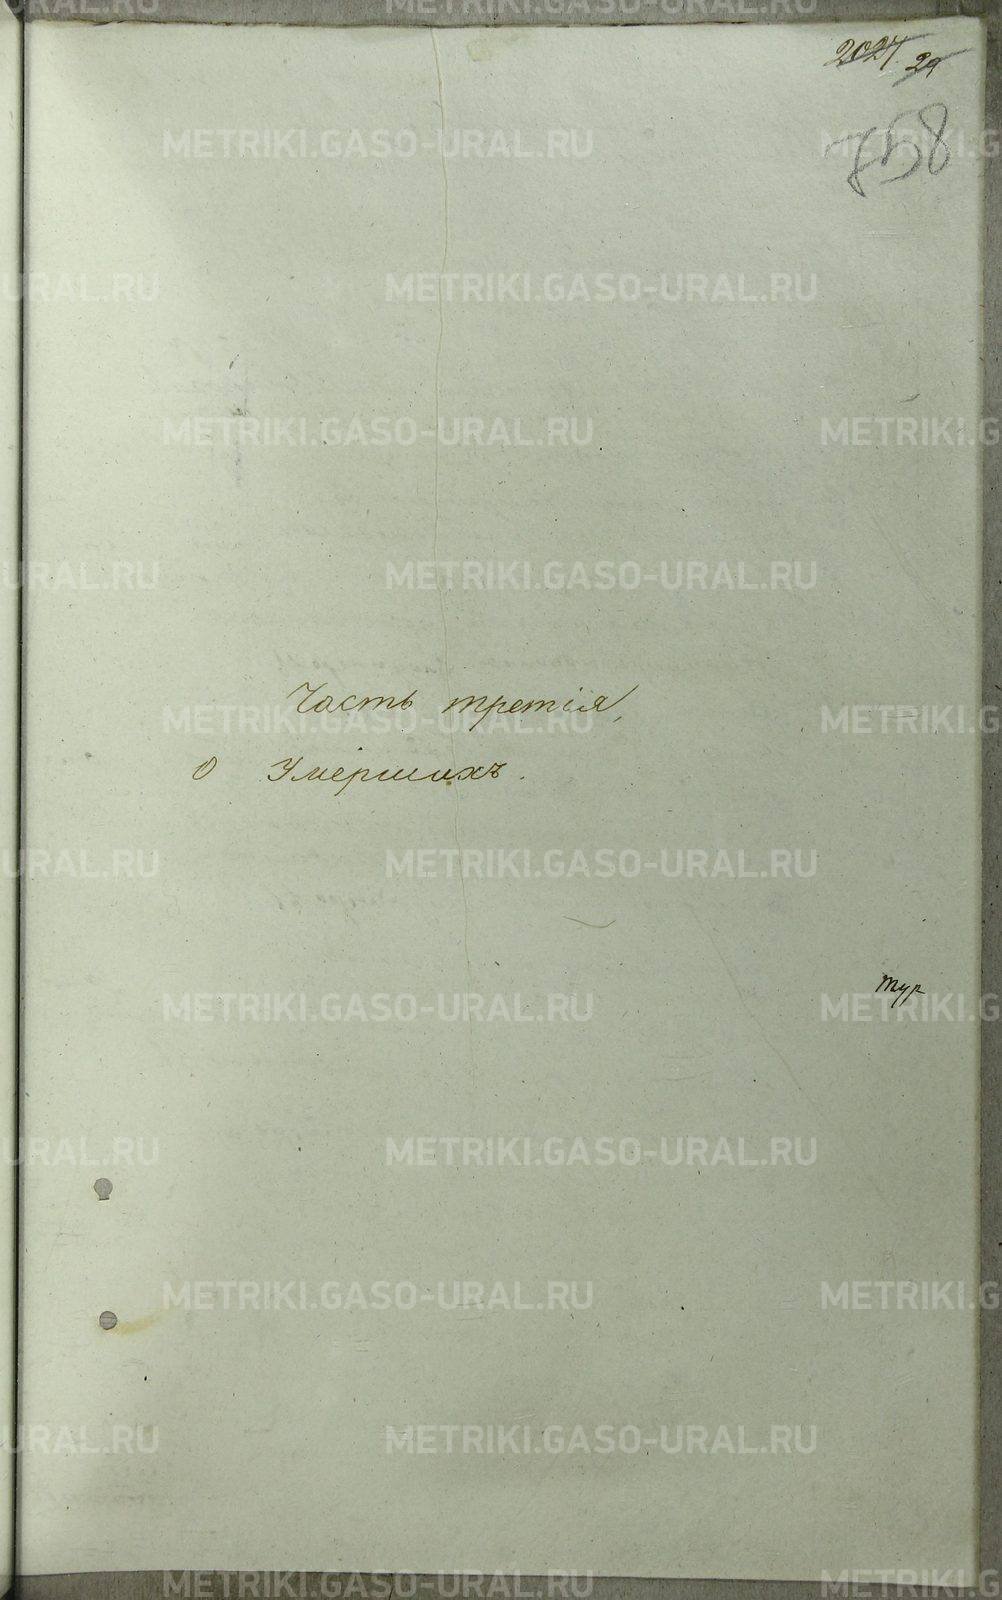 2024 29
758
Часть третія,
о Умершихъ.
тур